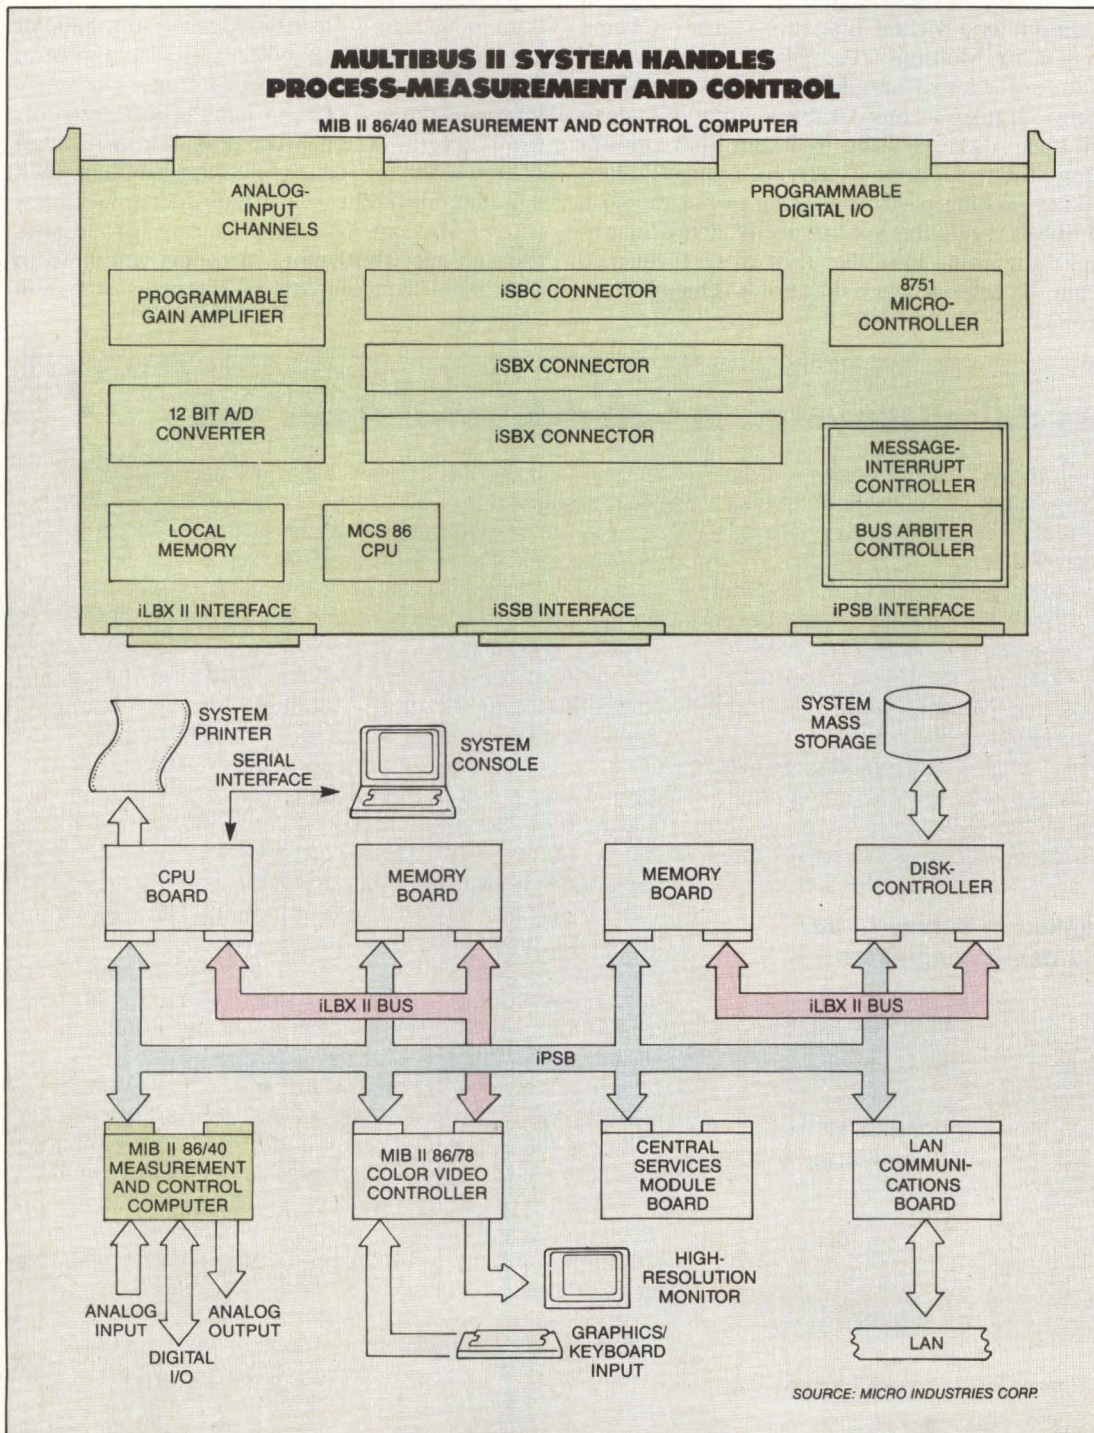 MULTIBUS II SYSTEM HANDLES
PROCESS-MEASUREMENT AND CONTROL
MIB II 86/40 MEASUREMENT AND CONTROL COMPUTER
ANALOG-
INPUT
CHANNELS
PROGRAMMABLE
DIGITAL I/O
PROGRAMMABLE
GAIN AMPLIFIER
iSBC CONNECTOR
8751
MICRO-
CONTROLLER
iSBX CONNECTOR
12 BIT A/D
CONVERTER
iSBX CONNECTOR
MESSAGE-
INTERRUPT
CONTROLLER
LOCAL
MEMORY
MCS 86
CPU
BUS ARBITER
CONTROLLER
iLBX II INTERFACE
iSSB INTERFACE
iPSB INTERFACE
SYSTEM
PRINTER
SERIAL
INTERFACE
SYSTEM
CONSOLE
SYSTEM
MASS
STORAGE
CPU
BOARD
MEMORY
BOARD
MEMORY
BOARD
DISK-
CONTROLLER
iLBX II BUS
iLBX II BUS
iPSB
MIB II 86/40
MEASUREMENT
AND CONTROL
COMPUTER
MIB II 86/78
COLOR VIDEO
CONTROLLER
CENTRAL
SERVICES
MODULE
BOARD
LAN
COMMUNI-
CATIONS
BOARD
ANALOG
INPUT
DIGITAL
I/O
ANALOG
OUTPUT
HIGH-
RESOLUTION
MONITOR
GRAPHICS/
KEYBOARD
INPUT
LAN
SOURCE: MICRO INDUSTRIES CORP.